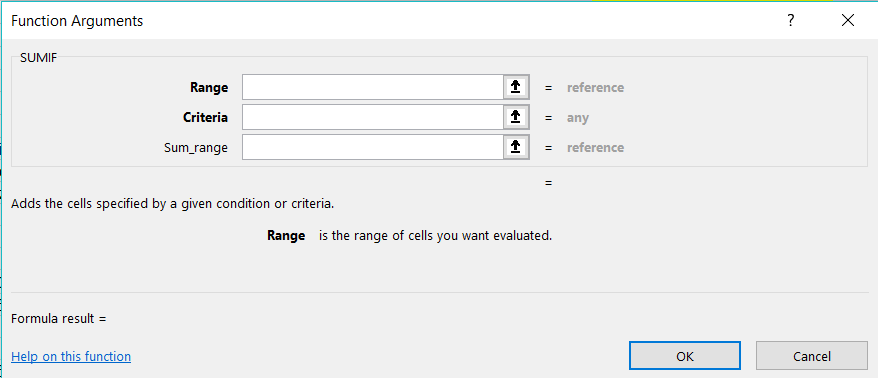 Function Arguments ?
SUMIF
Range = reference
Criteria = any
Sum_range = reference
=
Adds the cells specified by a given condition or criteria.
Range is the range of cells you want evaluated.
Formula result =
Help on this function OK Cancel